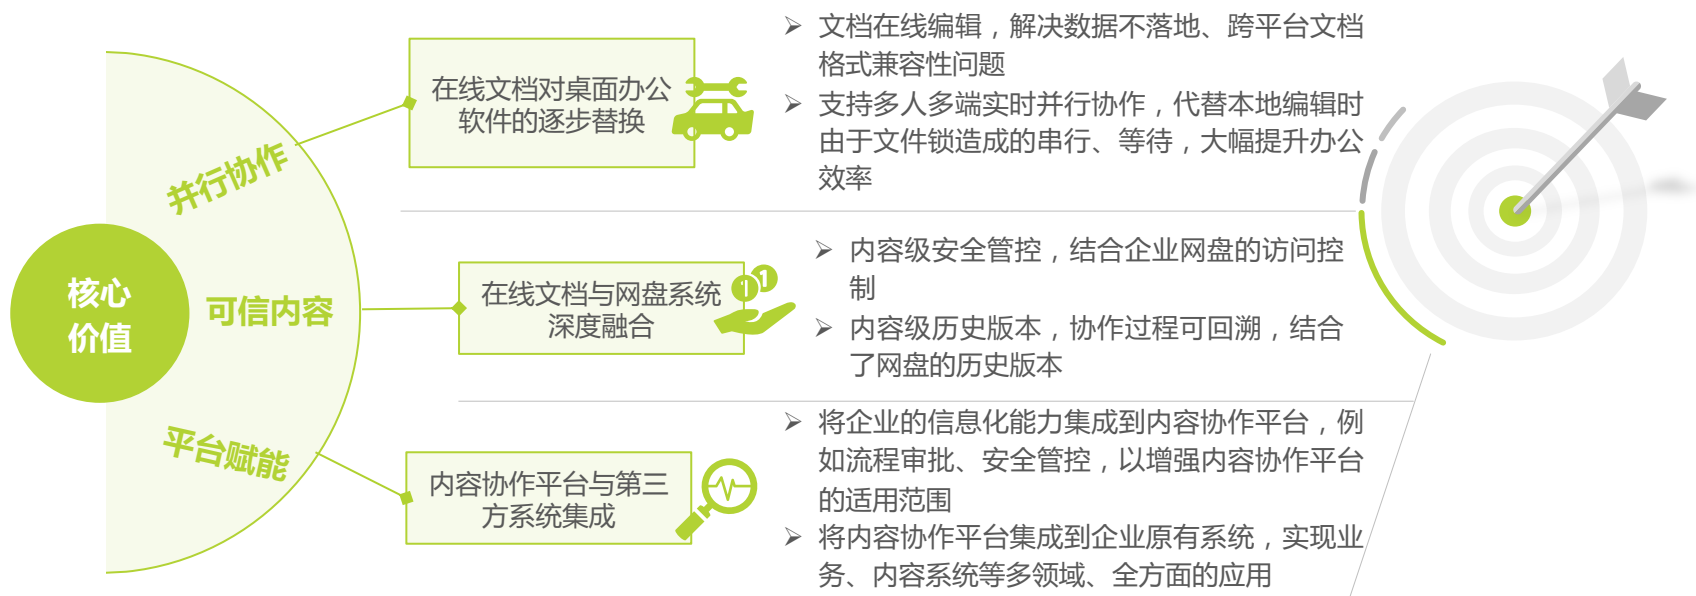 核心
价值
并行协作
在线文档对桌面办公
软件的逐步替换
➢ 文档在线编辑，解决数据不落地、跨平台文档
格式兼容性问题
➢ 支持多人多端实时并行协作，代替本地编辑时
由于文件锁造成的串行、等待，大幅提升办公
效率
可信内容
在线文档与网盘系统
深度融合
1
1
➢ 内容级安全管控，结合企业网盘的访问控
制
➢ 内容级历史版本，协作过程可回溯，结合
了网盘的历史版本
平台赋能
内容协作平台与第三
方系统集成
➢ 将企业的信息化能力集成到内容协作平台，例
如流程审批、安全管控，以增强内容协作平台
的适用范围
➢ 将内容协作平台集成到企业原有系统，实现业
务、内容系统等多领域、全方面的应用